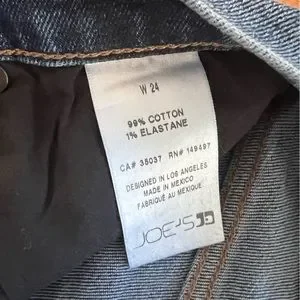 W 24
99% COTTON
1% ELASTANE
CA# 35037 RN# 149497
DESIGNED IN LOS ANGELES
MADE IN MEXICO
FABRIQUÉ AU MEXIQUE
JOE'S